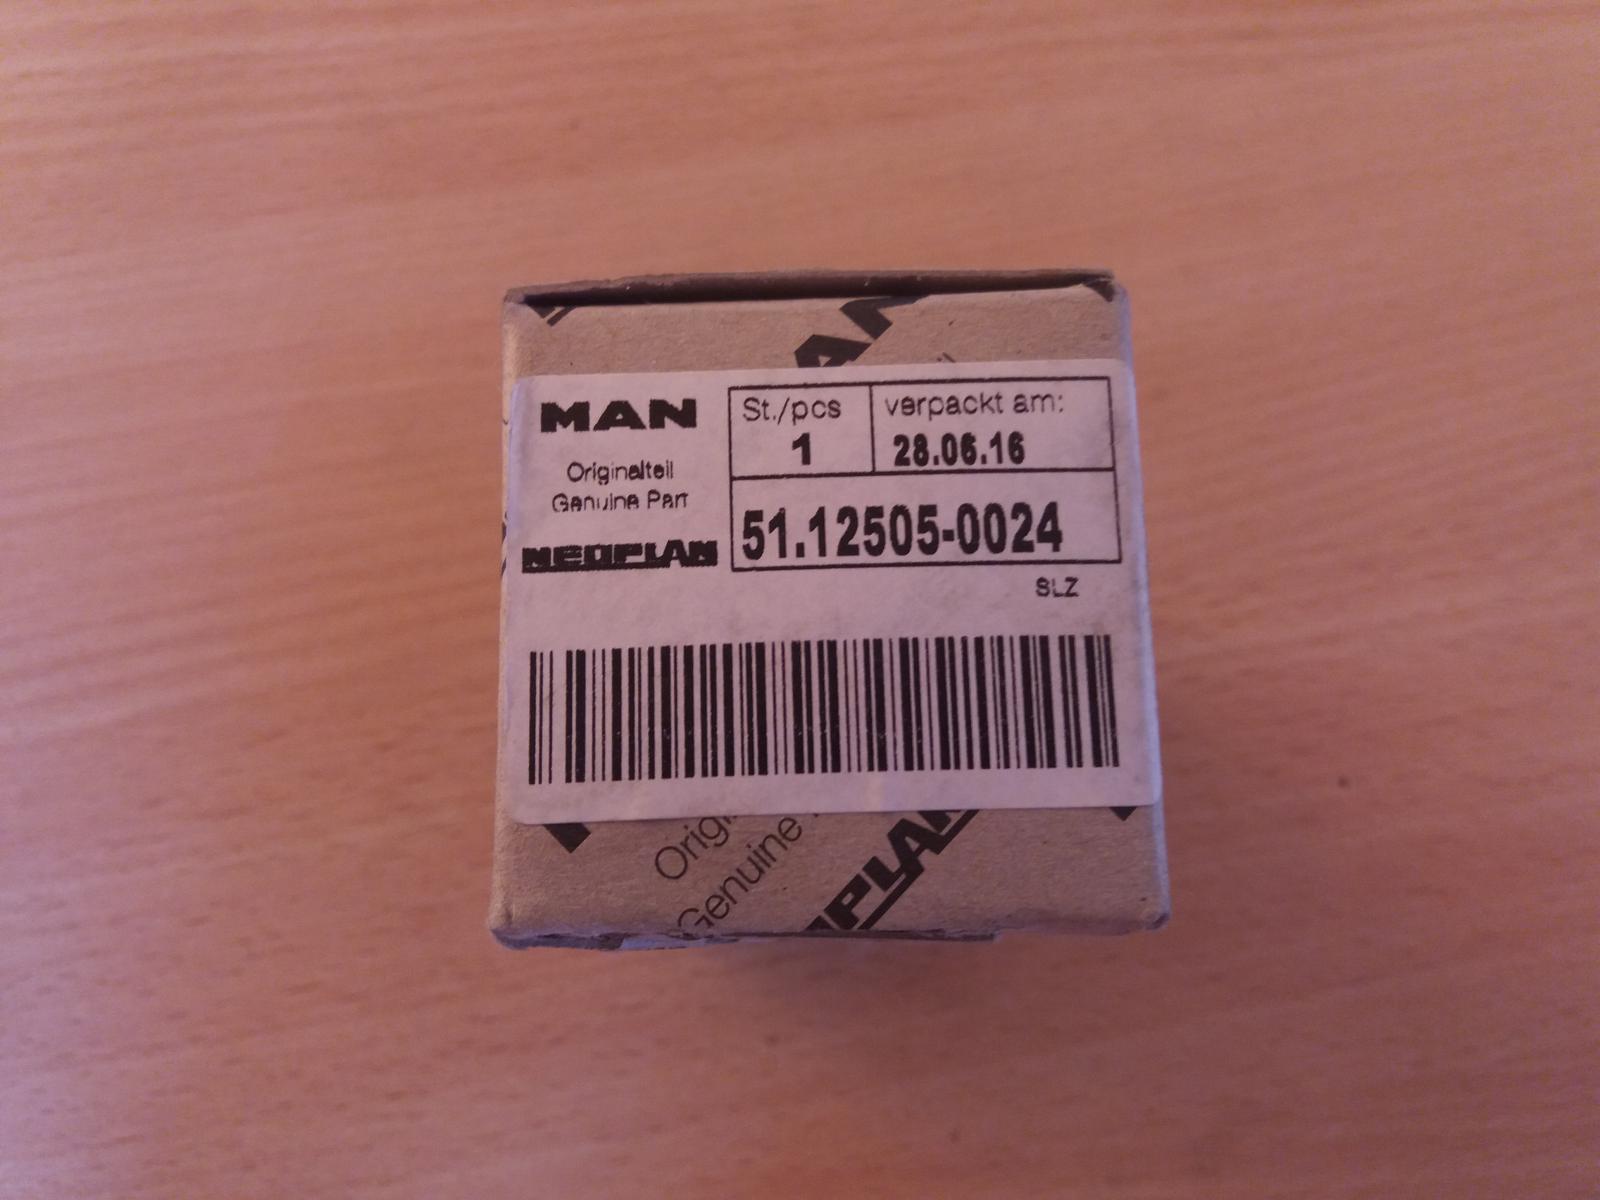 MAN
Originalteil
Genuine Part
NEOPLAN
St./pcs
1
verpackt am:
28.06.16
51.12505-0024
SLZ
Origi
Genuine